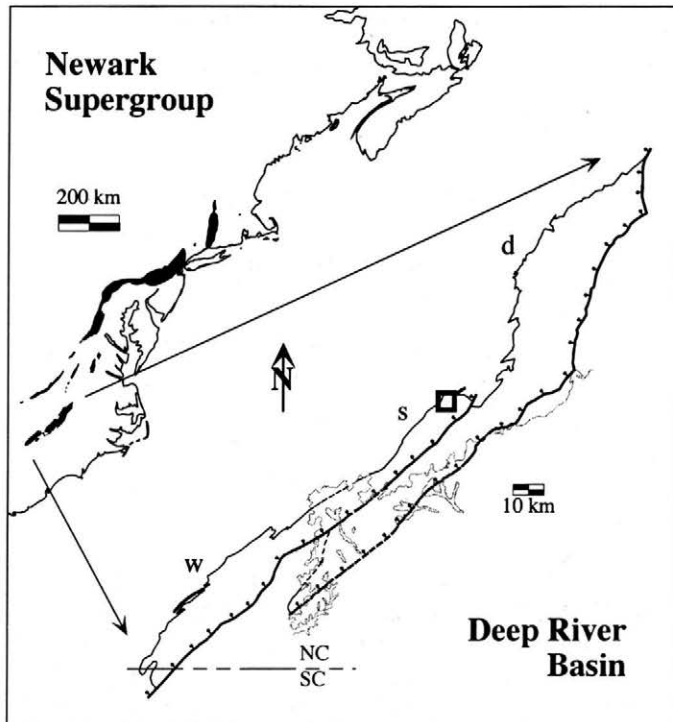 Newark
Supergroup
200 km
d
N
s
10 km
w
Deep River
Basin
NC
SC